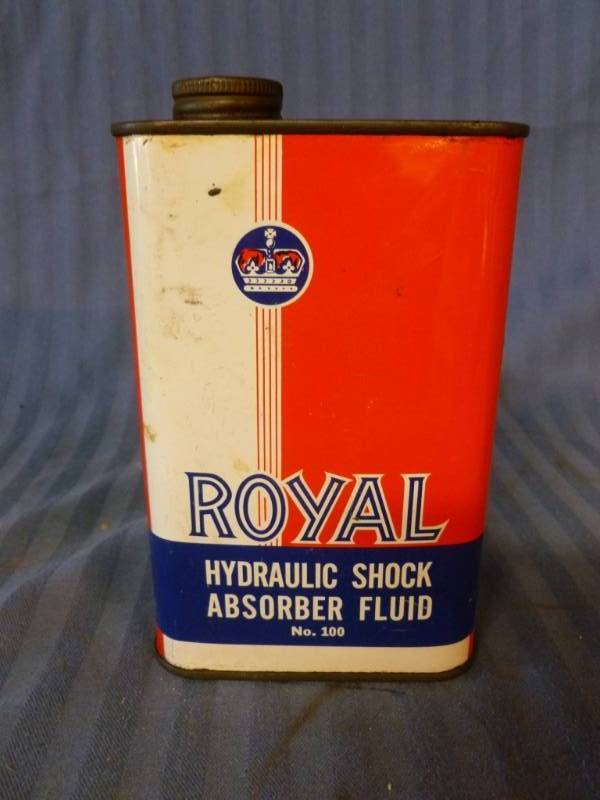 ROYAL
HYDRAULIC SHOCK
ABSORBER FLUID
No. 100